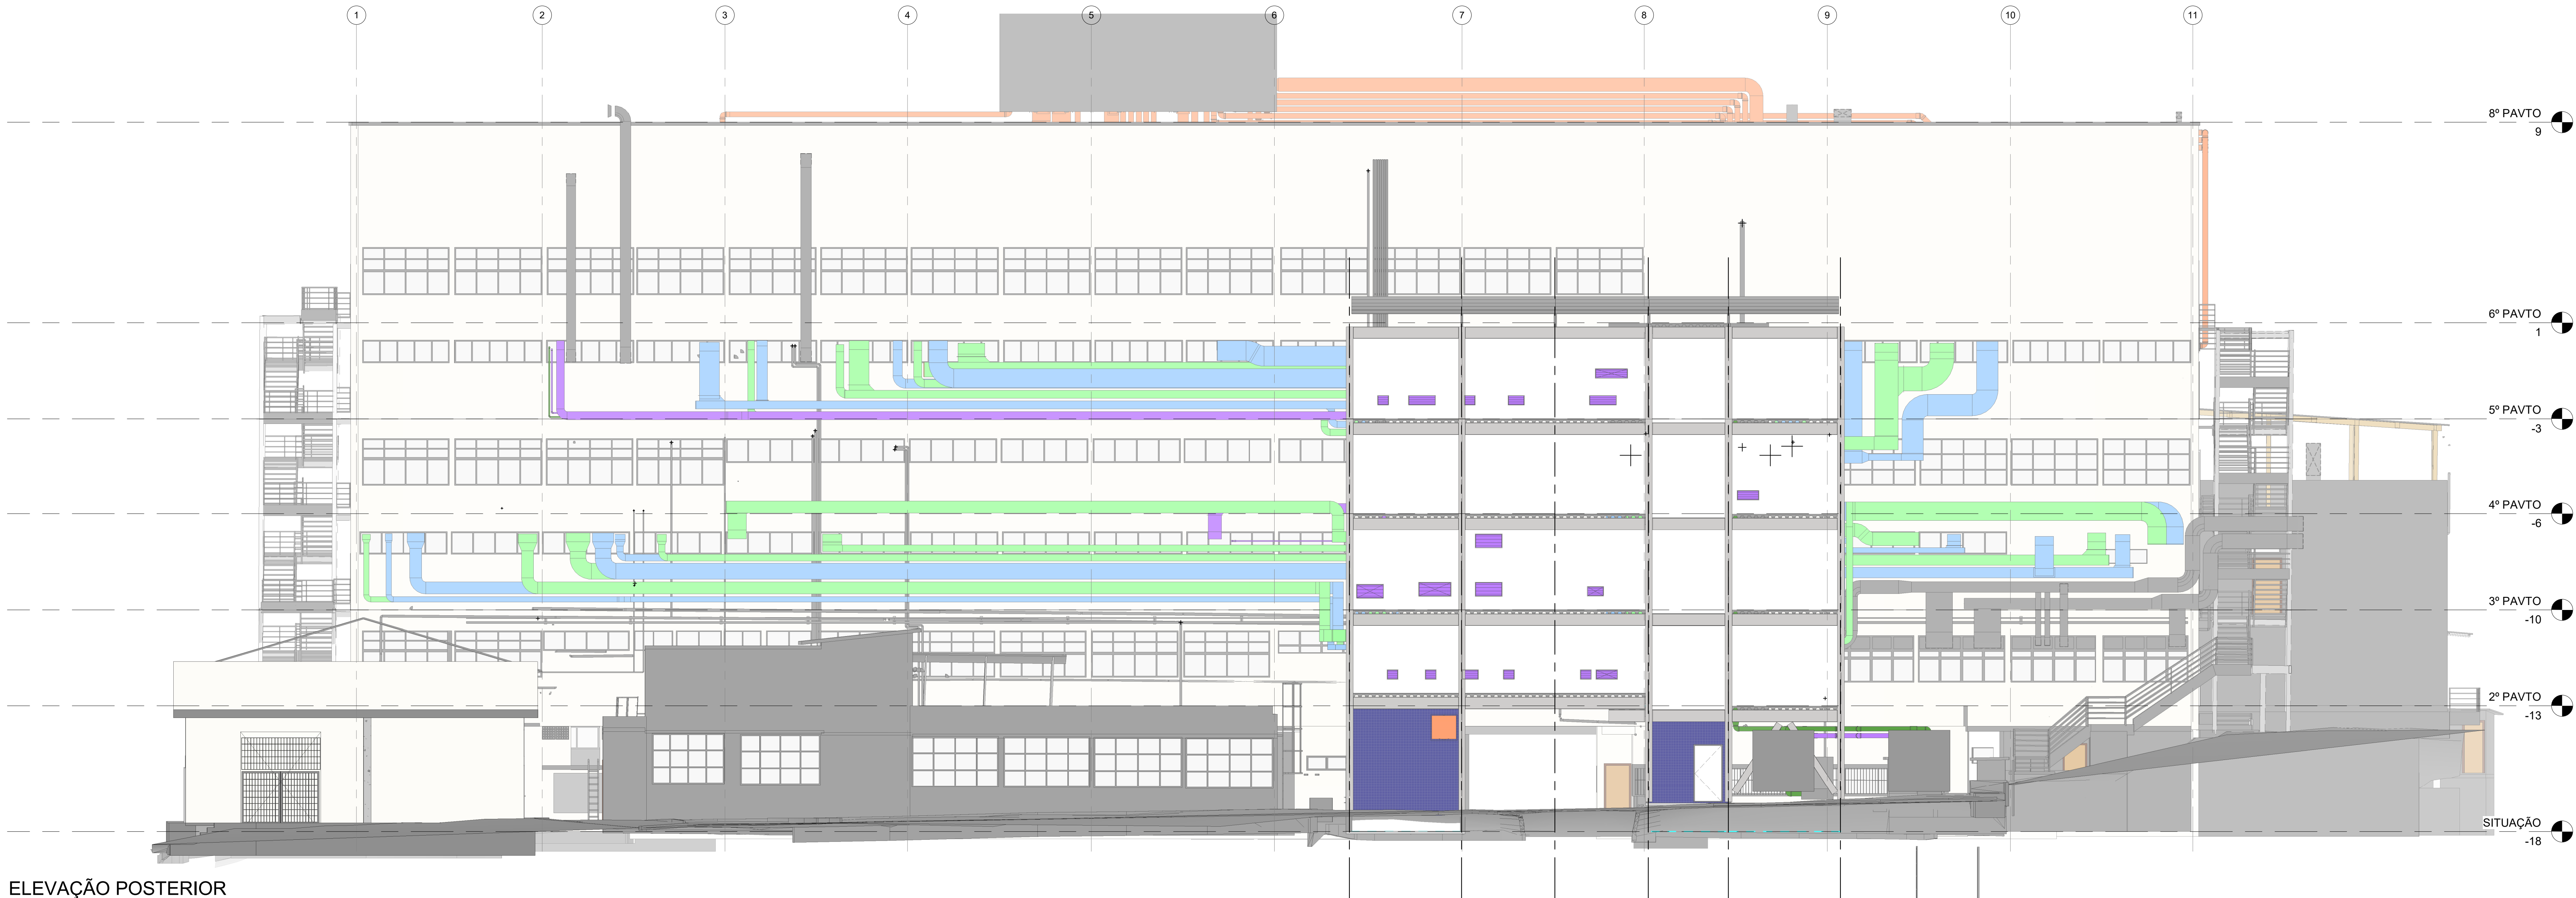 1 2 3 4 5 6 7 8 9 10 11
8º PAVTO
9
6º PAVTO
1
5º PAVTO
-3
4º PAVTO
-6
3º PAVTO
-10
2º PAVTO
-13
SITUAÇÃO
-18
ELEVAÇÃO POSTERIOR